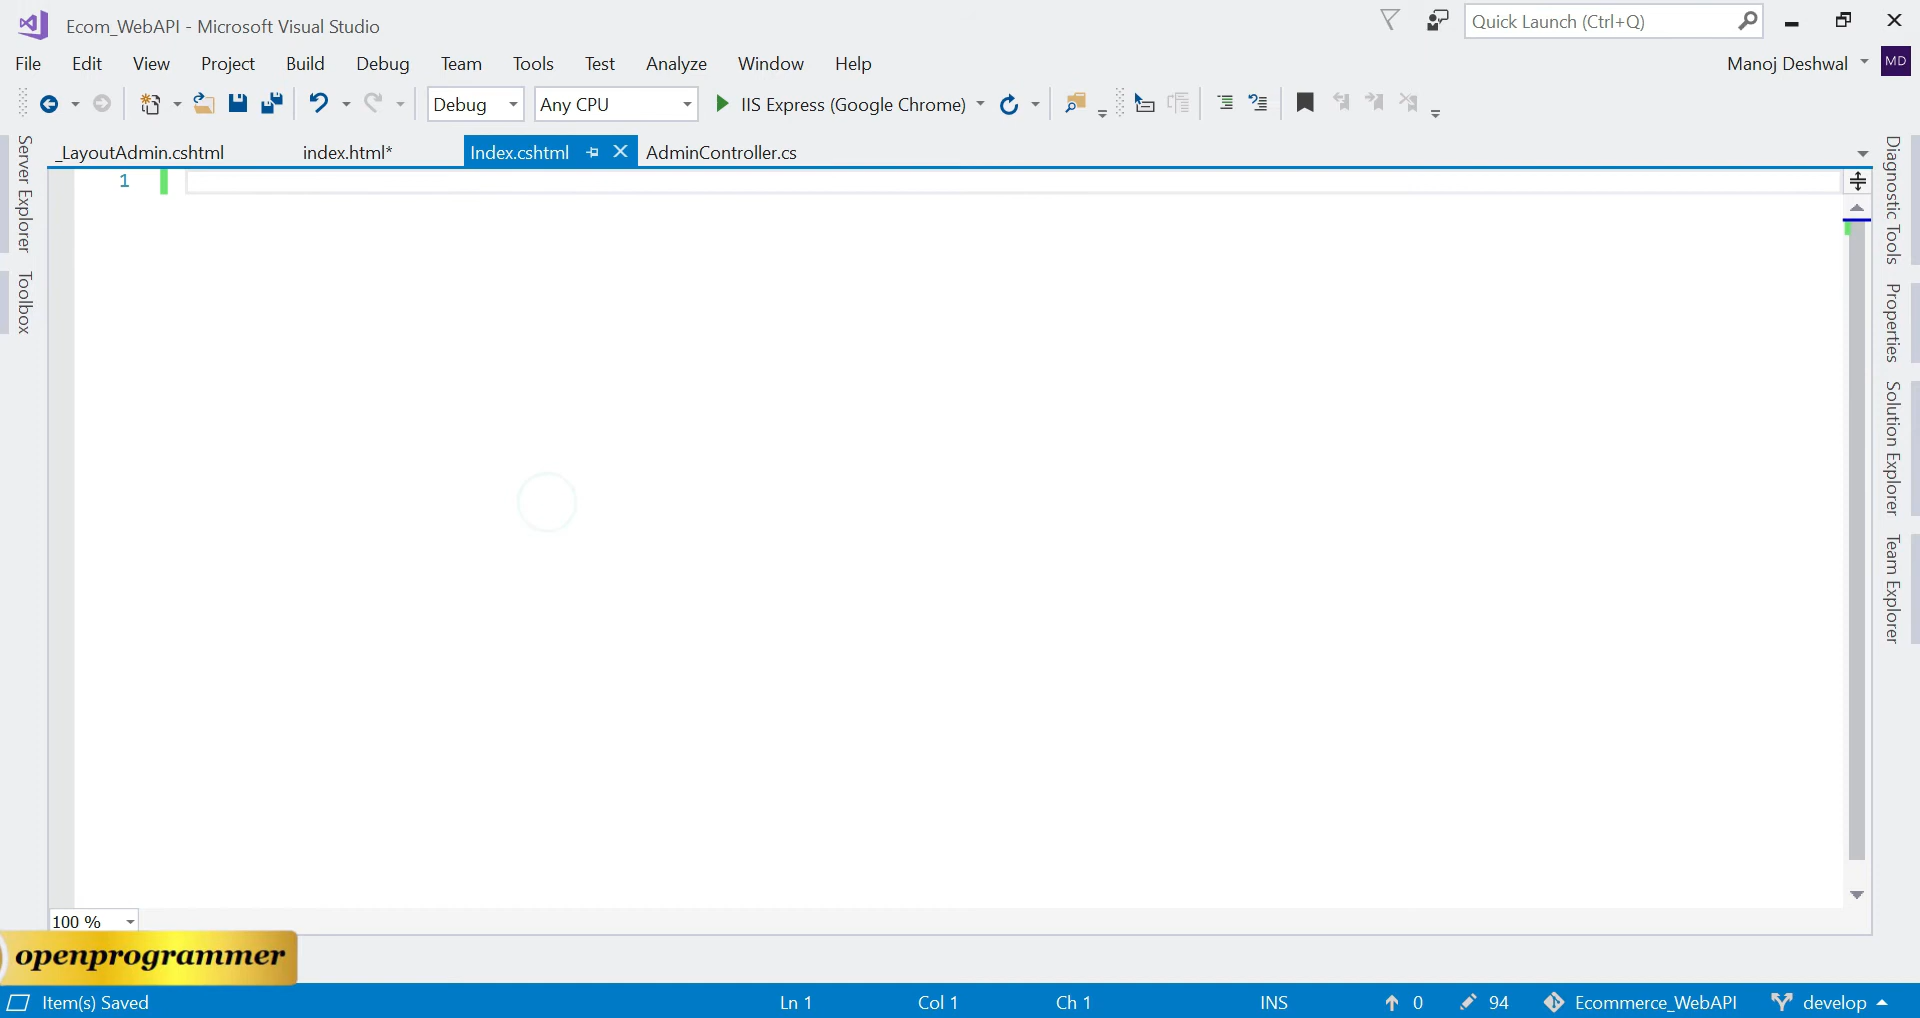 Ecom_WebAPI - Microsoft Visual Studio
Quick Launch (Ctrl+Q)
File Edit View Project Build Debug Team Tools Test Analyze Window Help
Manoj Deshwal MD
Debug Any CPU IIS Express (Google Chrome)
_LayoutAdmin.cshtml index.html* Index.cshtml AdminController.cs
1
Server Explorer
Toolbox
Diagnostic Tools
Properties
Solution Explorer
Team Explorer
100 %
openprogrammer
Item(s) Saved Ln 1 Col 1 Ch 1 INS 0 94 Ecommerce_WebAPI develop